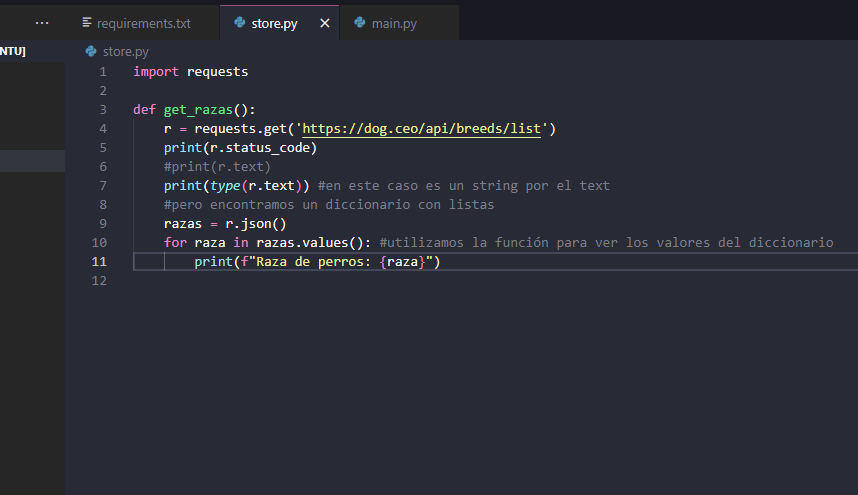 ··· requirements.txt store.py × main.py
NTU] store.py
1 import requests
2
3 def get_razas():
4     r = requests.get('https://dog.ceo/api/breeds/list')
5     print(r.status_code)
6     #print(r.text)
7     print(type(r.text)) #en este caso es un string por el text
8     #pero encontramos un diccionario con listas
9     razas = r.json()
10     for raza in razas.values(): #utilizamos la función para ver los valores del diccionario
11         print(f"Raza de perros: {raza}")
12